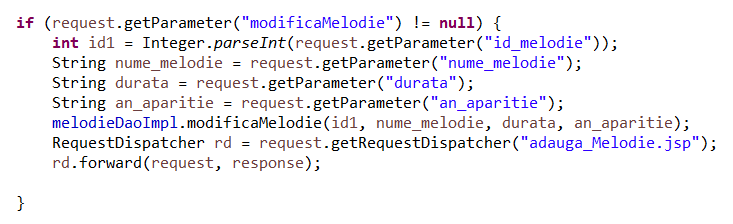 if (request.getParameter("modificaMelodie") != null) {
    int id1 = Integer.parseInt(request.getParameter("id_melodie"));
    String nume_melodie = request.getParameter("nume_melodie");
    String durata = request.getParameter("durata");
    String an_aparitie = request.getParameter("an_aparitie");
    melodieDaoImpl.modificaMelodie(id1, nume_melodie, durata, an_aparitie);
    RequestDispatcher rd = request.getRequestDispatcher("adauga_Melodie.jsp");
    rd.forward(request, response);

}